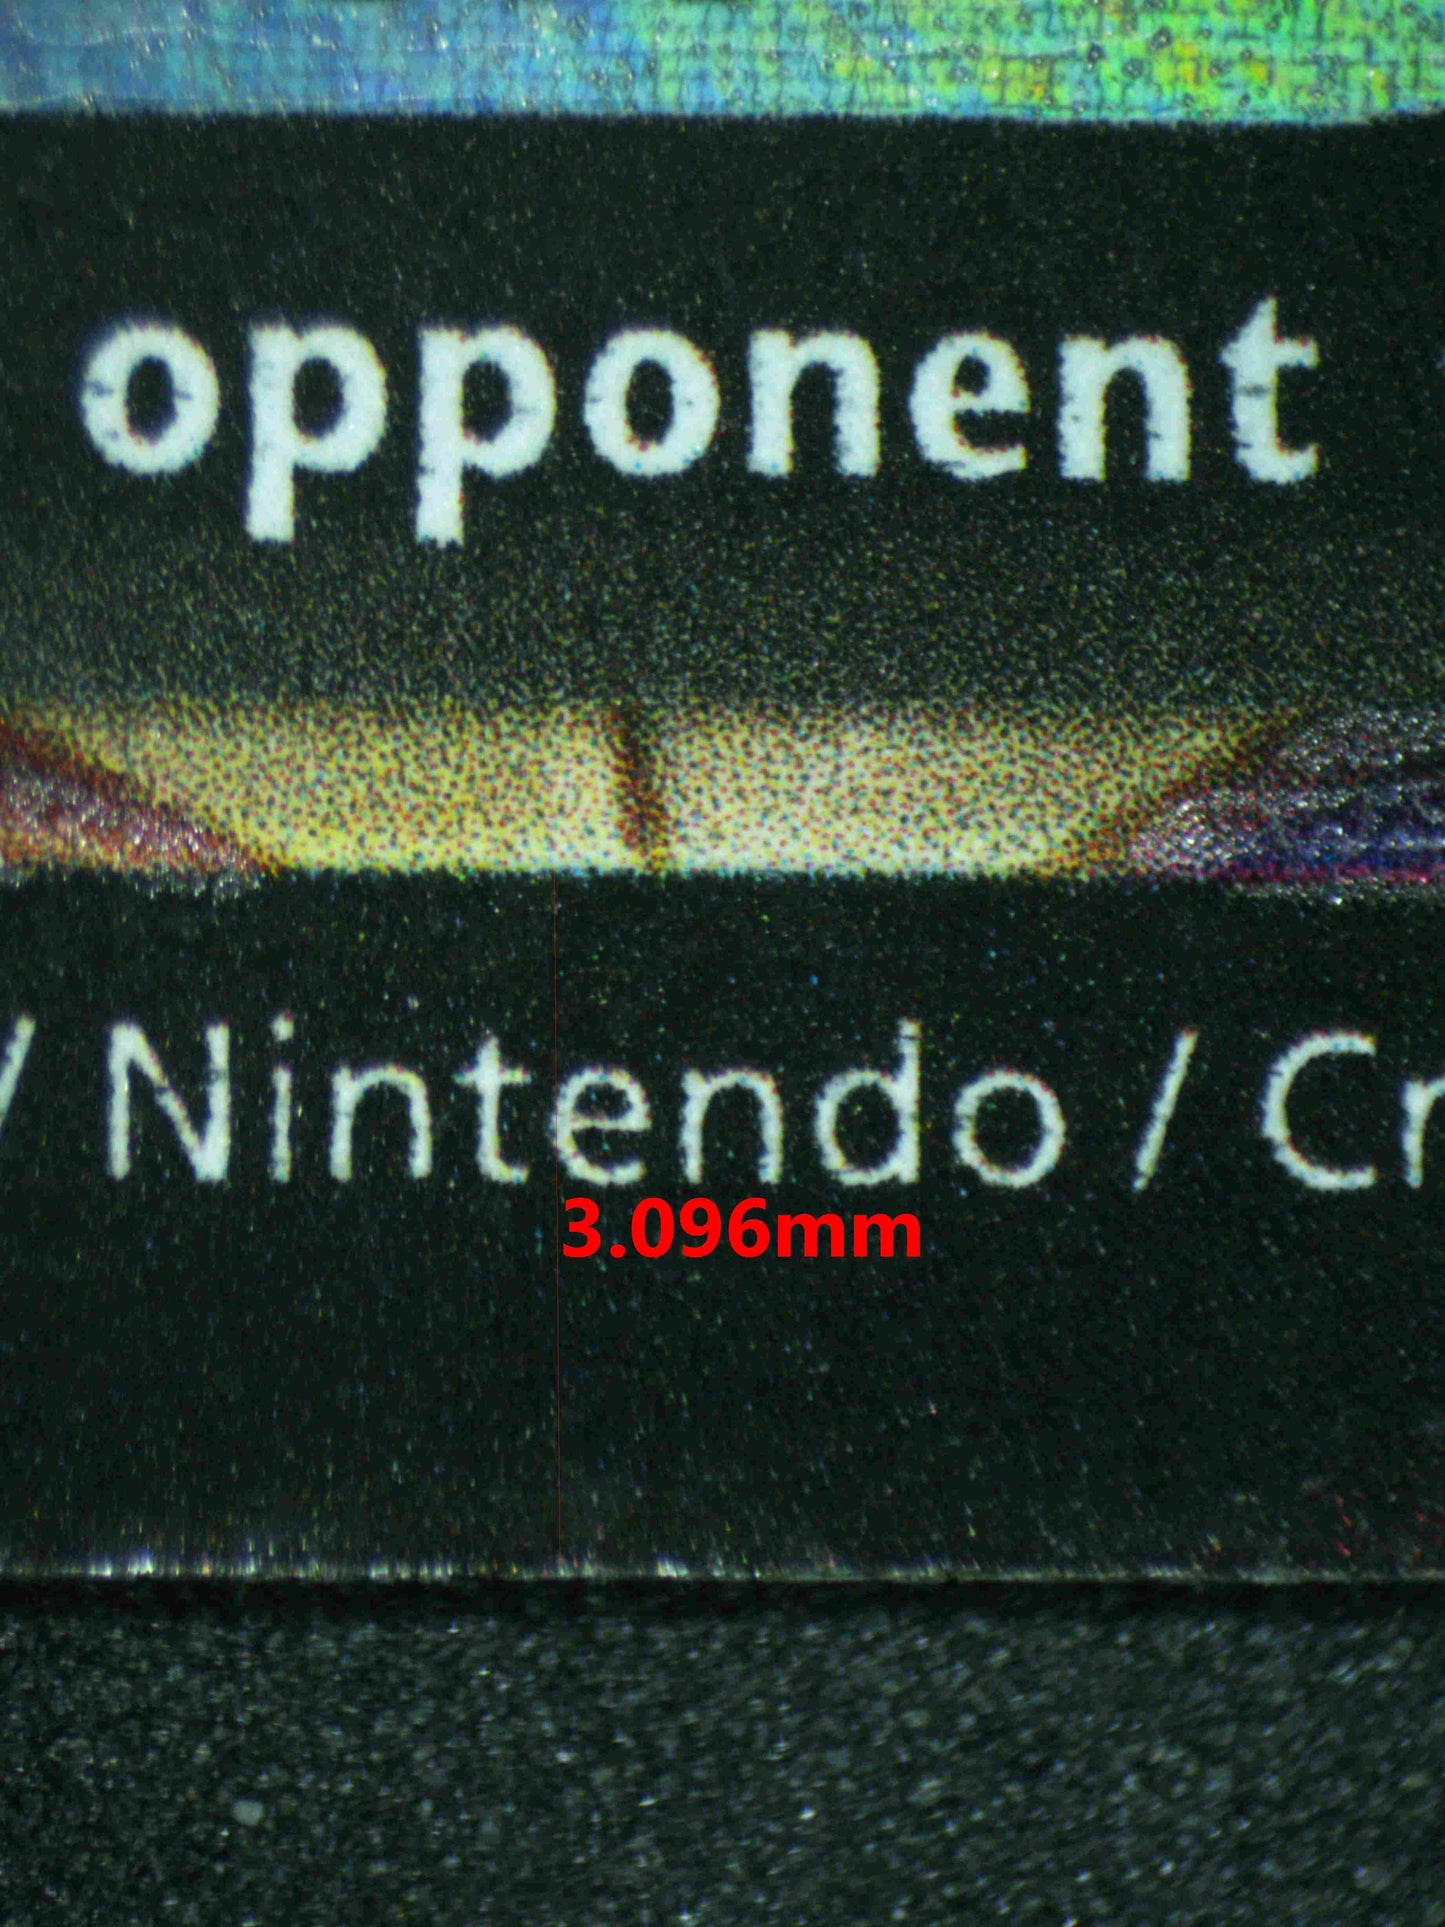 opponent
/ Nintendo / Cr
3.096mm